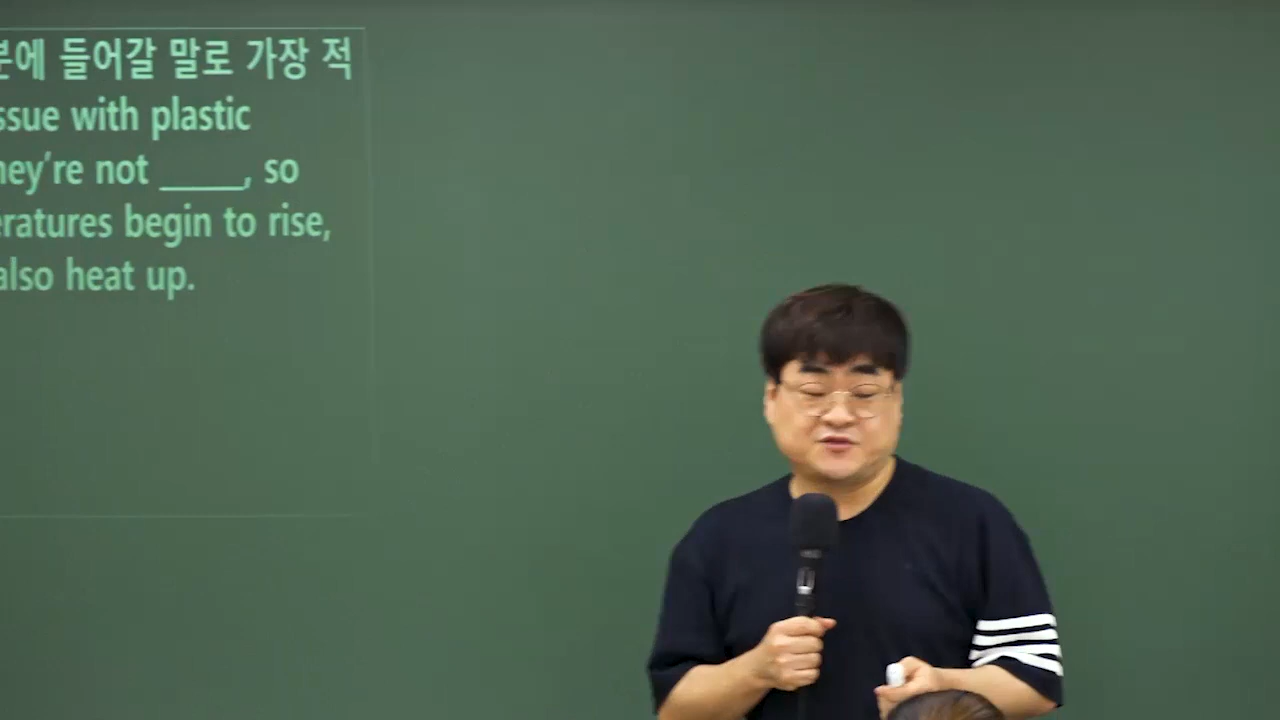 분에 들어갈 말로 가장 적
ssue with plastic
hey're not _____, so
eratures begin to rise,
also heat up.